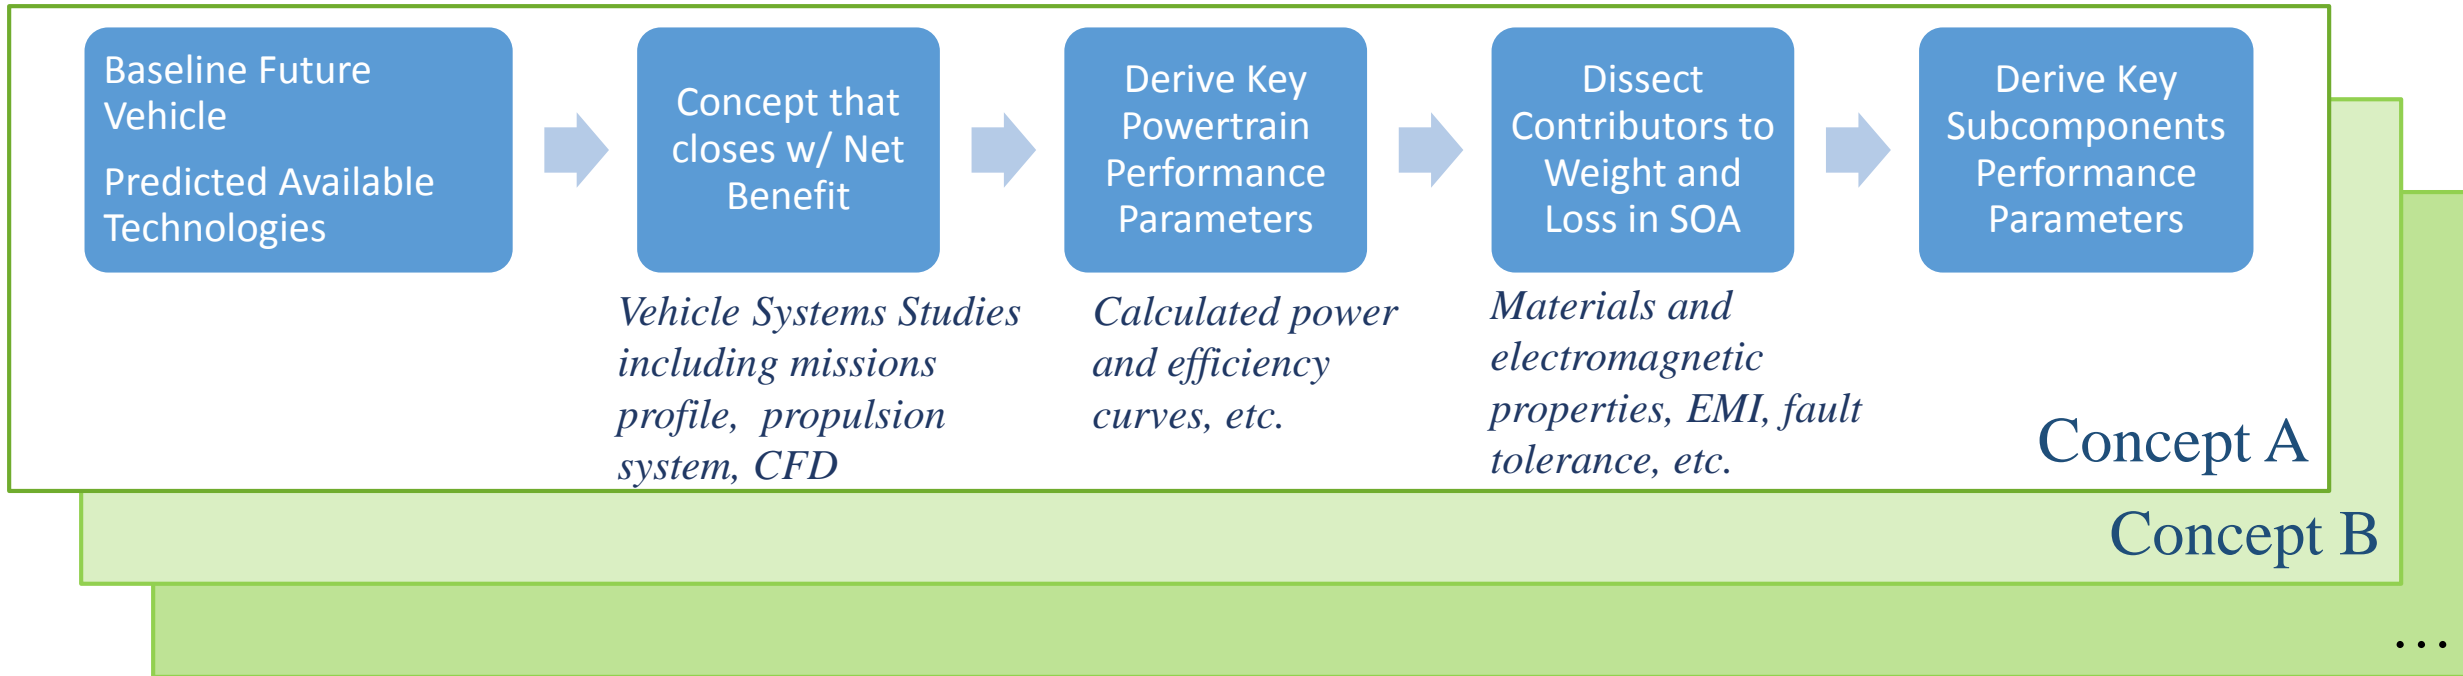 Baseline Future
Vehicle
Predicted Available
Technologies
Concept that
closes w/ Net
Benefit
Derive Key
Powertrain
Performance
Parameters
Dissect
Contributors to
Weight and
Loss in SOA
Derive Key
Subcomponents
Performance
Parameters
Vehicle Systems Studies
including missions
profile, propulsion
system, CFD
Calculated power
and efficiency
curves, etc.
Materials and
electromagnetic
properties, EMI, fault
tolerance, etc.
Concept A
Concept B
...